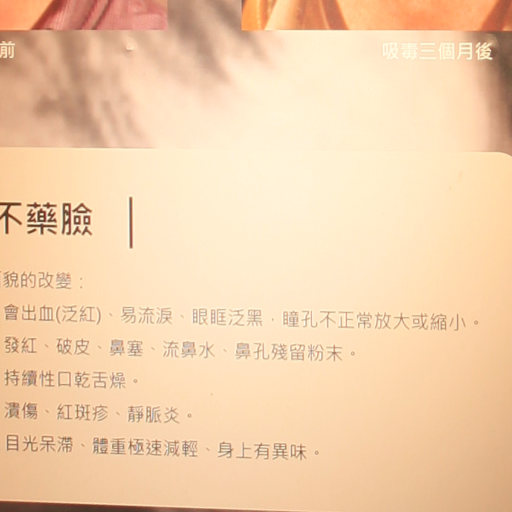 前
吸毒三個月後
不藥臉
貌的改變：
會出血(泛紅)、易流淚、眼眶泛黑，瞳孔不正常放大或縮小。
發紅、破皮、鼻塞、流鼻水、鼻孔殘留粉末。
持續性口乾舌燥。
潰傷、紅斑疹、靜脈炎。
目光呆滯、體重極速減輕、身上有異味。